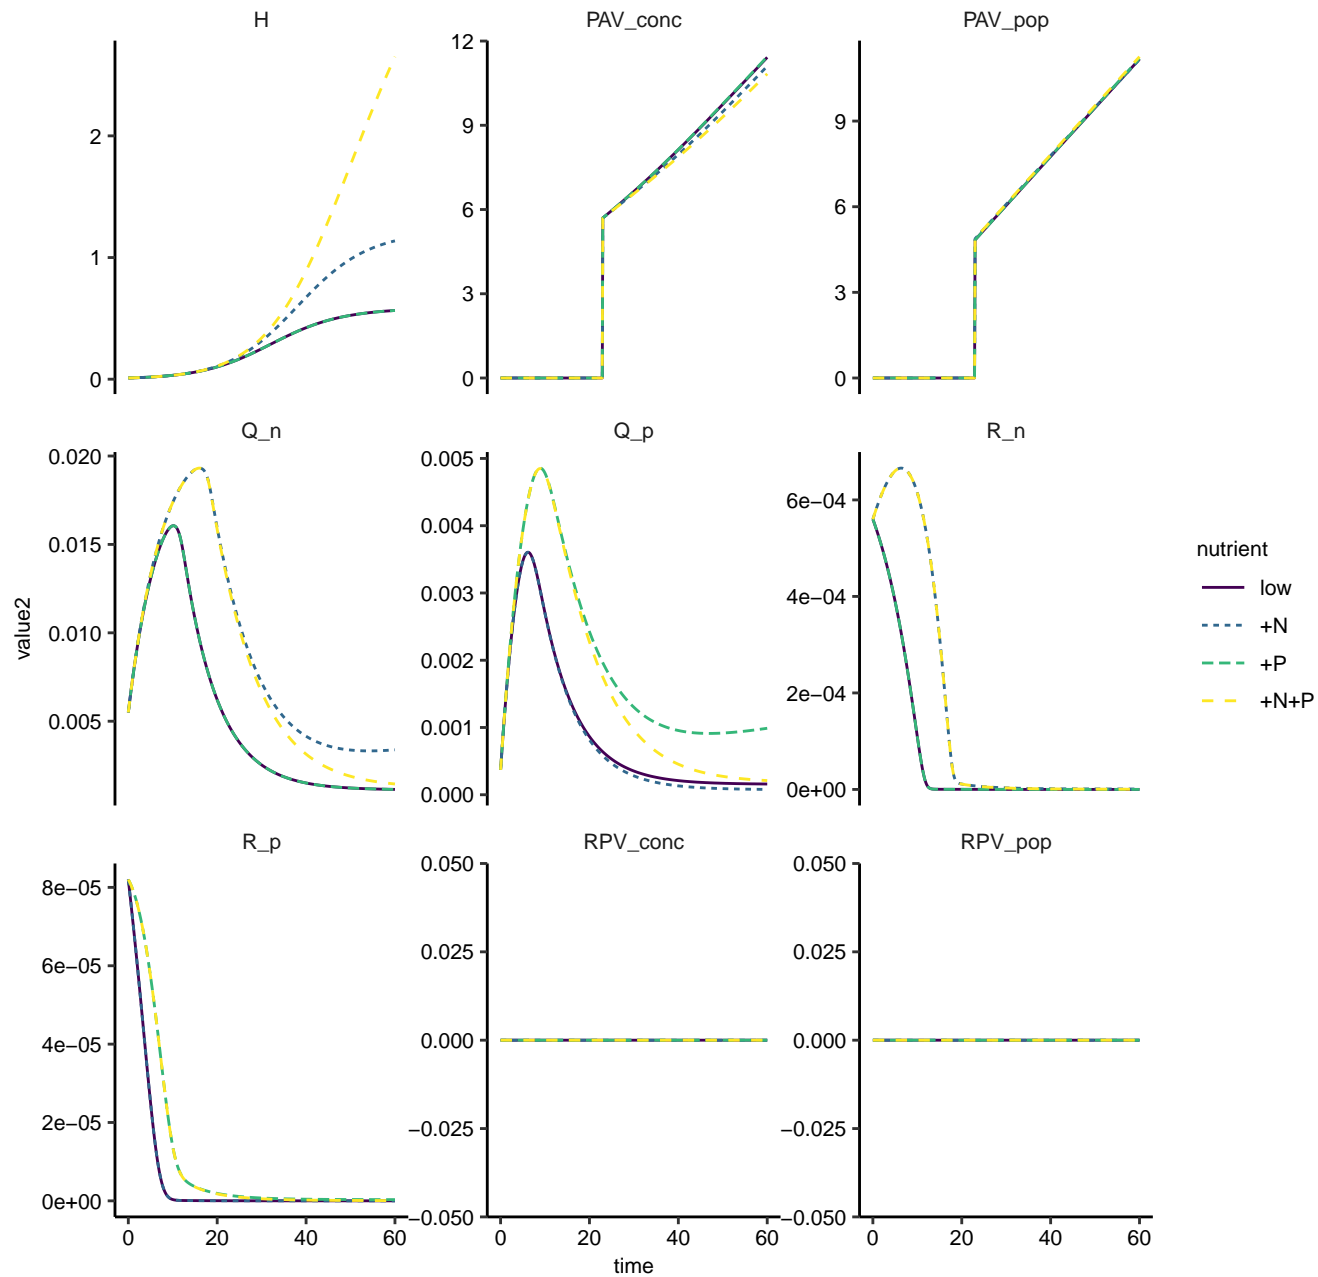 H
PAV_conc
PAV_pop
2
1
0
12
9
6
3
0
9
6
3
0
Q_n
Q_p
R_n
0.020
0.015
0.010
0.005
0.005
0.004
0.003
0.002
0.001
0.000
6e−04
4e−04
2e−04
0e+00
R_p
RPV_conc
RPV_pop
8e−05
6e−05
4e−05
2e−05
0e+00
0.050
0.025
0.000
−0.025
−0.050
0.050
0.025
0.000
−0.025
−0.050
0 20 40 60
0 20 40 60
0 20 40 60
time
value2
nutrient
low
+N
+P
+N+P